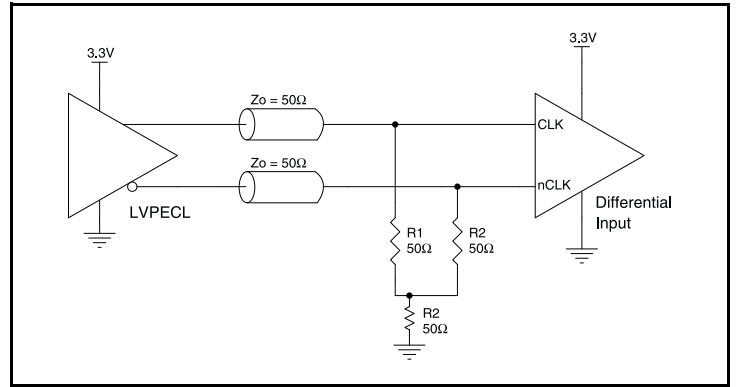 3.3V
3.3V
Zo = 50Ω
CLK
Zo = 50Ω
nCLK
LVPECL
Differential
Input
R1
50Ω
R2
50Ω
R2
50Ω